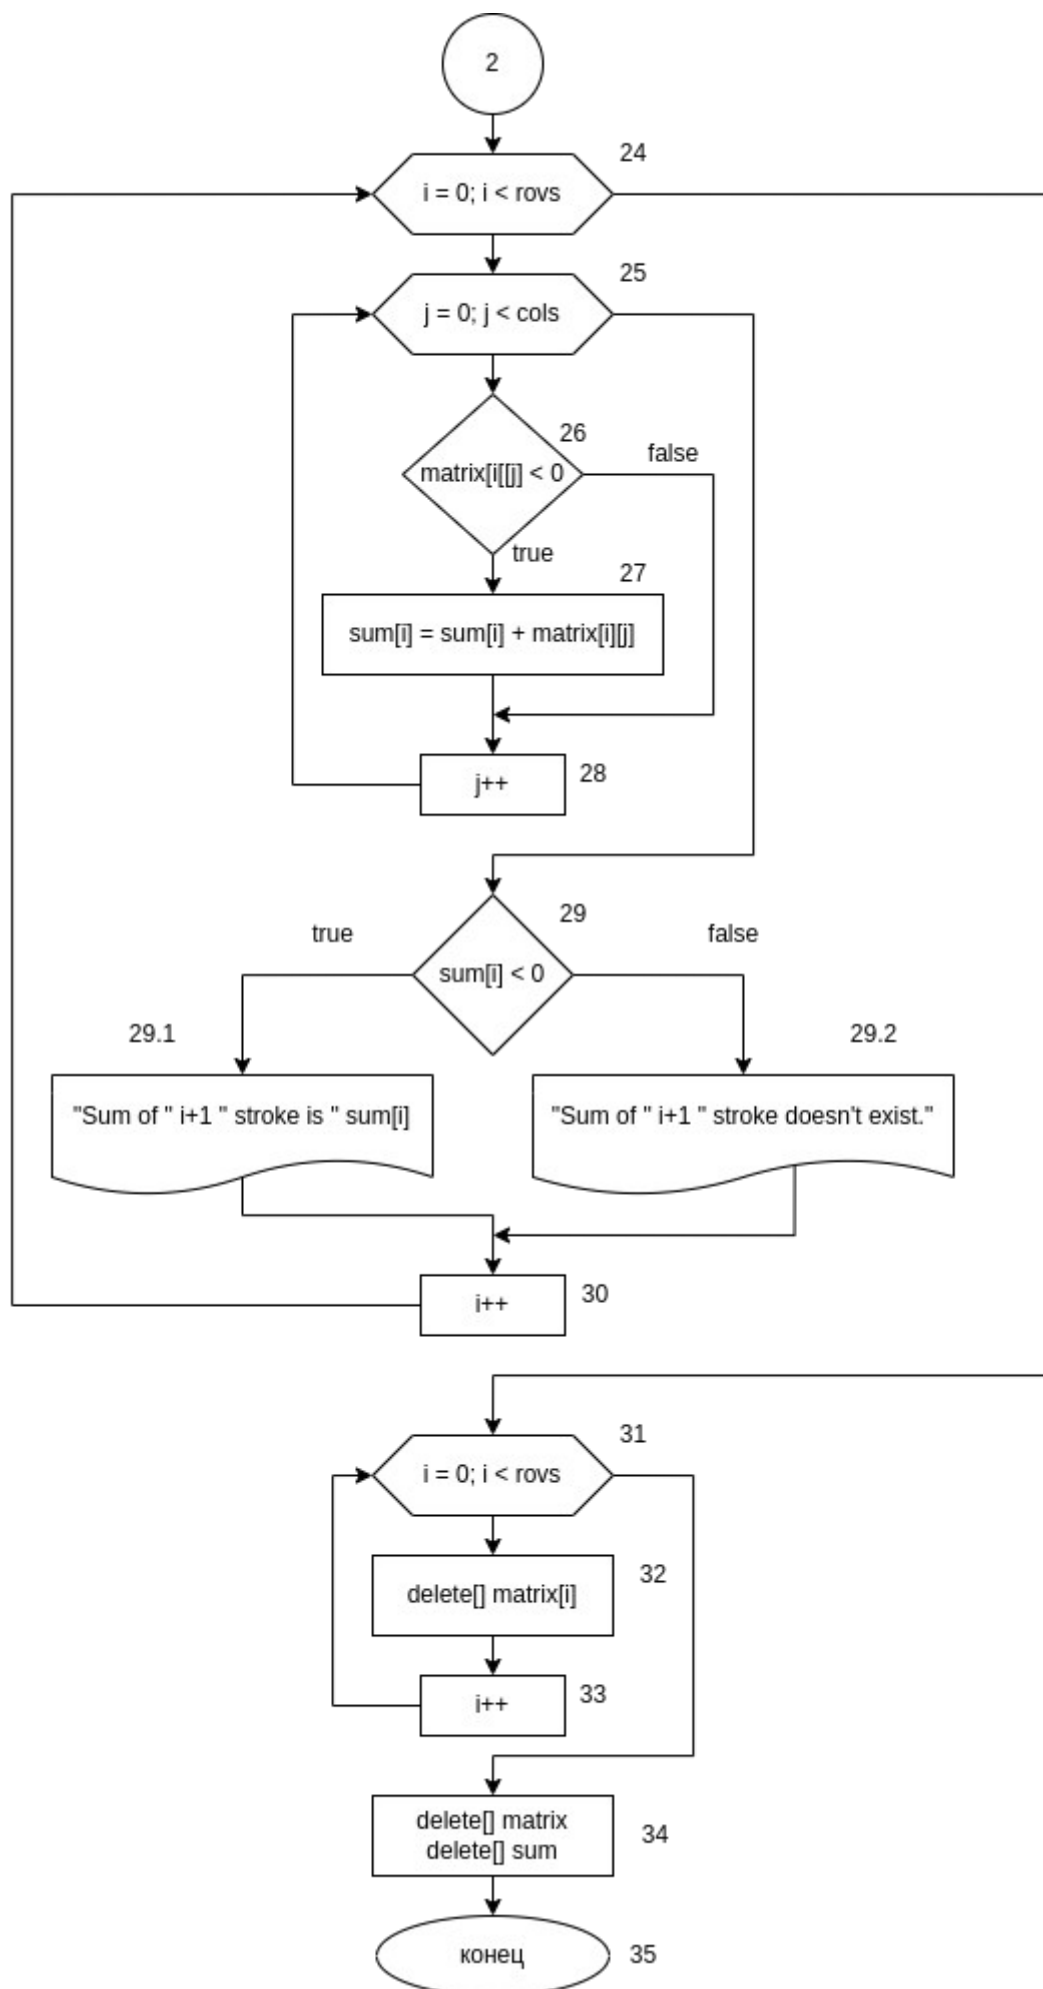 2
24
i = 0; i < rovs
25
j = 0; j < cols
26
false
matrix[i[[j] < 0
true
27
sum[i] = sum[i] + matrix[i][j]
28
j++
29
true
false
sum[i] < 0
29.1
29.2
"Sum of " i+1 " stroke is " sum[i]
"Sum of " i+1 " stroke doesn't exist."
30
i++
31
i = 0; i < rovs
32
delete[] matrix[i]
33
i++
delete[] matrix
delete[] sum
34
конец
35